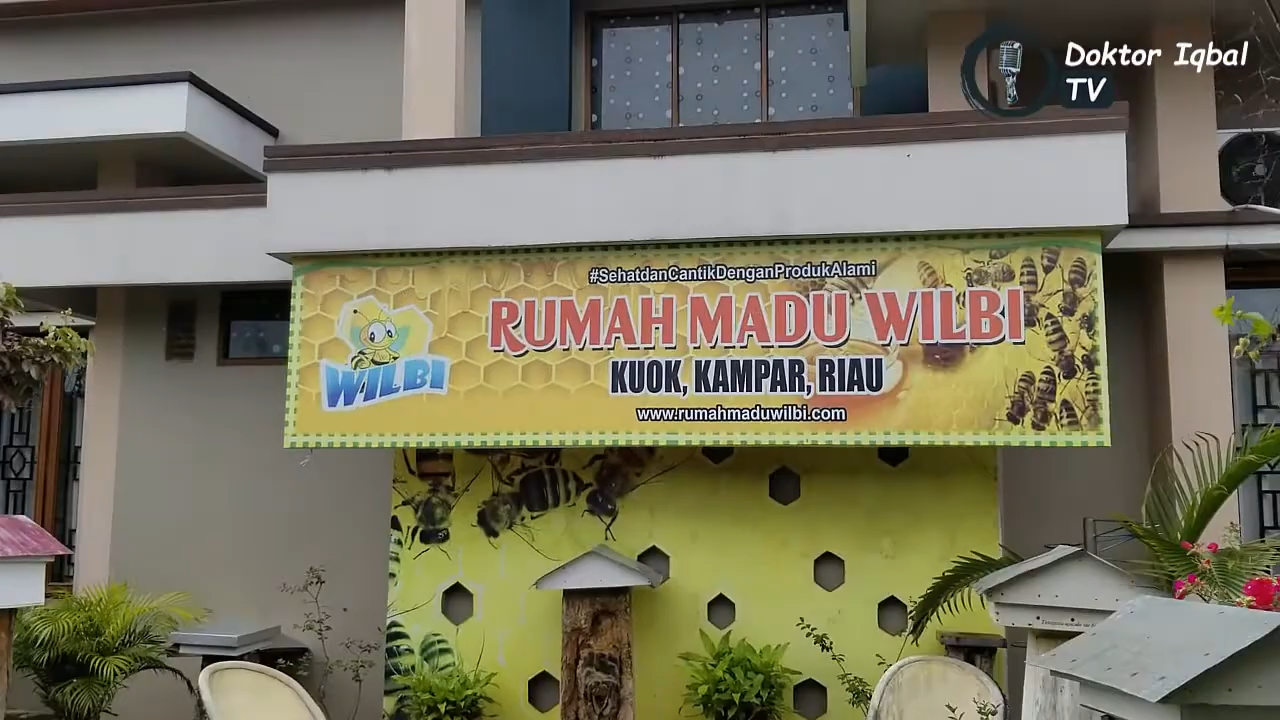 Doktor Iqbal
TV
#SehatdanCantikDenganProdukAlami
RUMAH MADU WILBI
WILBI
KUOK, KAMPAR, RIAU
www.rumahmaduwilbi.com